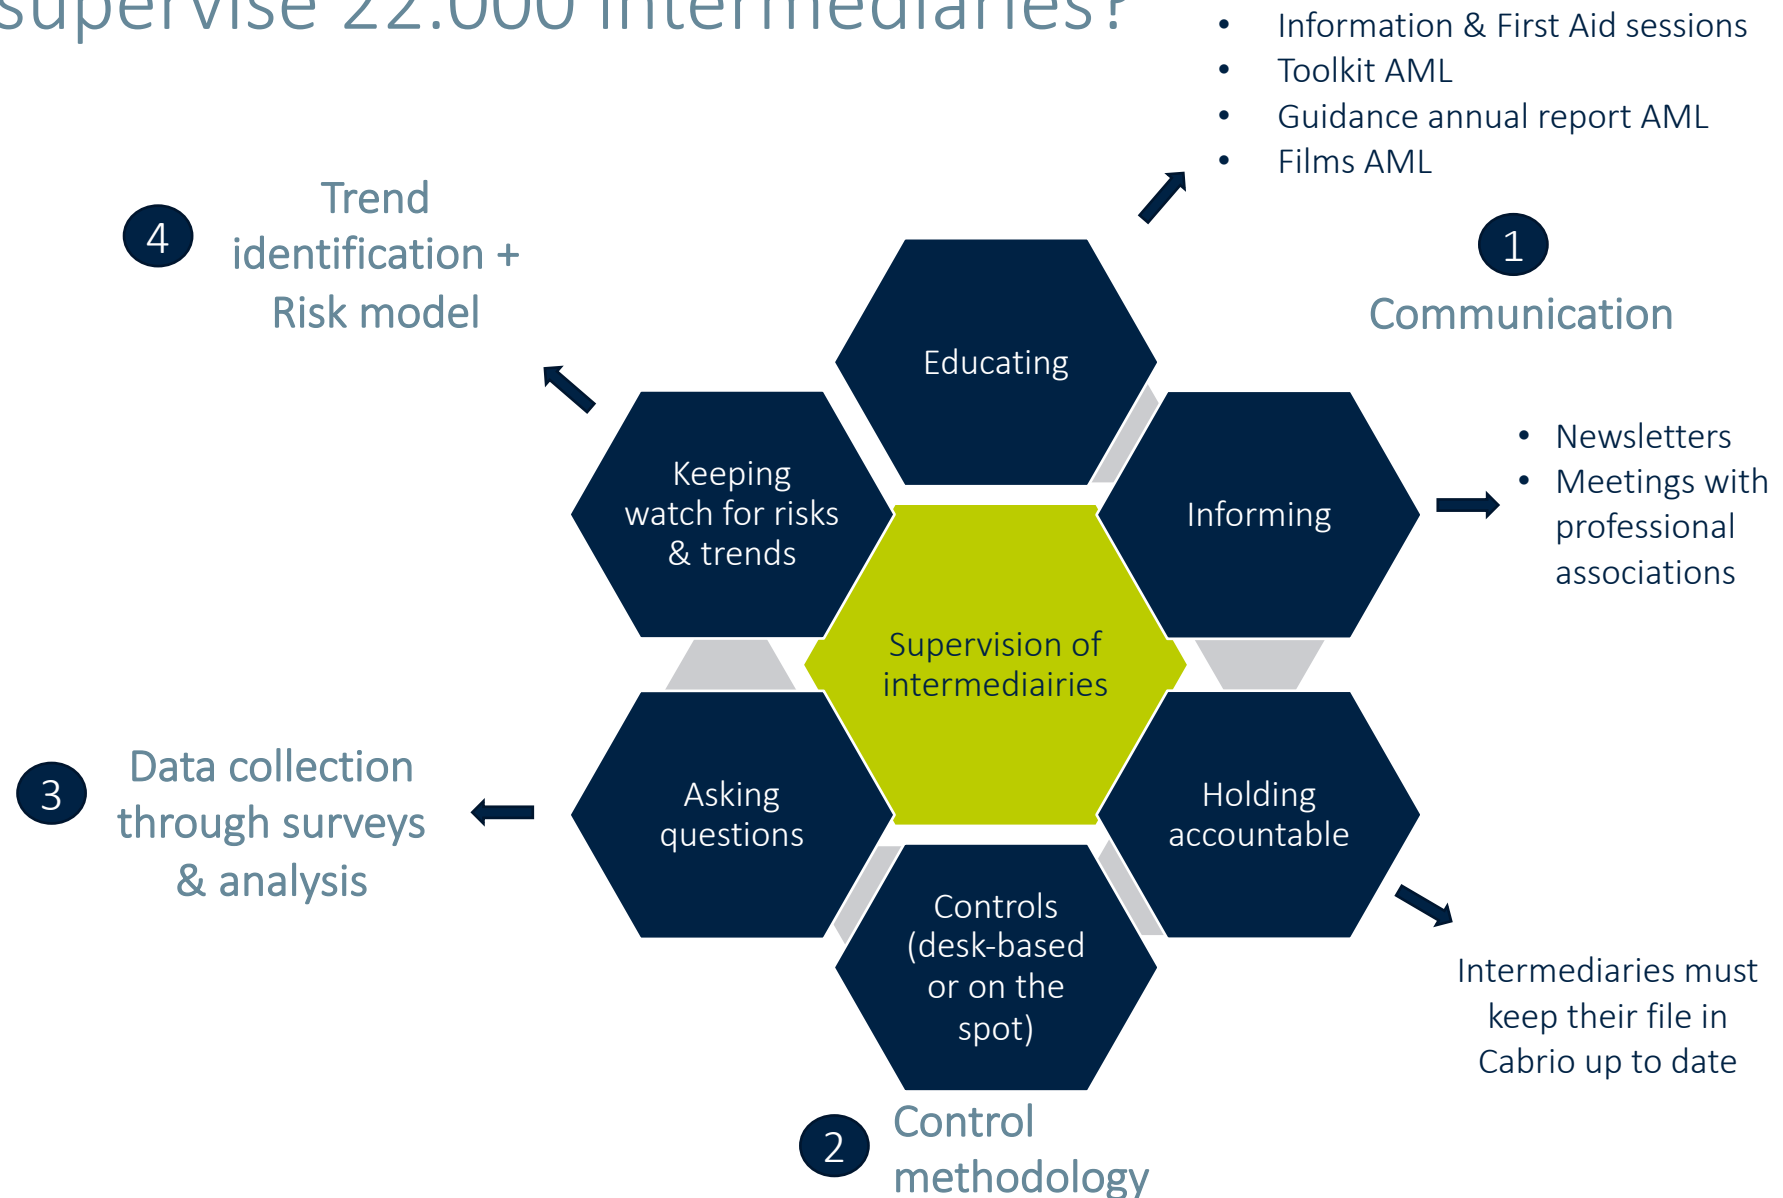 supervise 22.000 intermediaries?
• Information & First Aid sessions
• Toolkit AML
• Guidance annual report AML
• Films AML
1
Communication
4
Trend
identification +
Risk model
Educating
Informing
• Newsletters
• Meetings with
professional
associations
Keeping
watch for risks
& trends
Supervision of
intermediairies
3
Data collection
through surveys
& analysis
Asking
questions
Holding
accountable
Intermediaries must
keep their file in
Cabrio up to date
Controls
(desk-based
or on the
spot)
2
Control
methodology